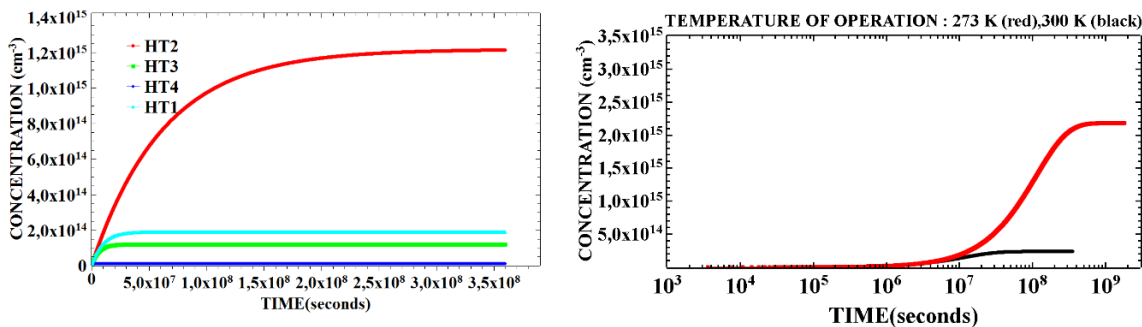 1,4x10¹⁵
1,2x10¹⁵
1,0x10¹⁵
8,0x10¹⁴
6,0x10¹⁴
4,0x10¹⁴
2,0x10¹⁴
0
CONCENTRATION (cm⁻³)
HT2
HT3
HT4
HT1
0 5,0x10⁷ 1,0x10⁸ 1,5x10⁸ 2,0x10⁸ 2,5x10⁸ 3,0x10⁸ 3,5x10⁸
TIME(seconds)
TEMPERATURE OF OPERATION : 273 K (red),300 K (black)
3,5x10¹⁵
3,0x10¹⁵
2,5x10¹⁵
2,0x10¹⁵
1,5x10¹⁵
1,0x10¹⁵
5,0x10¹⁴
CONCENTRATION (cm⁻³)
10³ 10⁴ 10⁵ 10⁶ 10⁷ 10⁸ 10⁹
TIME(seconds)